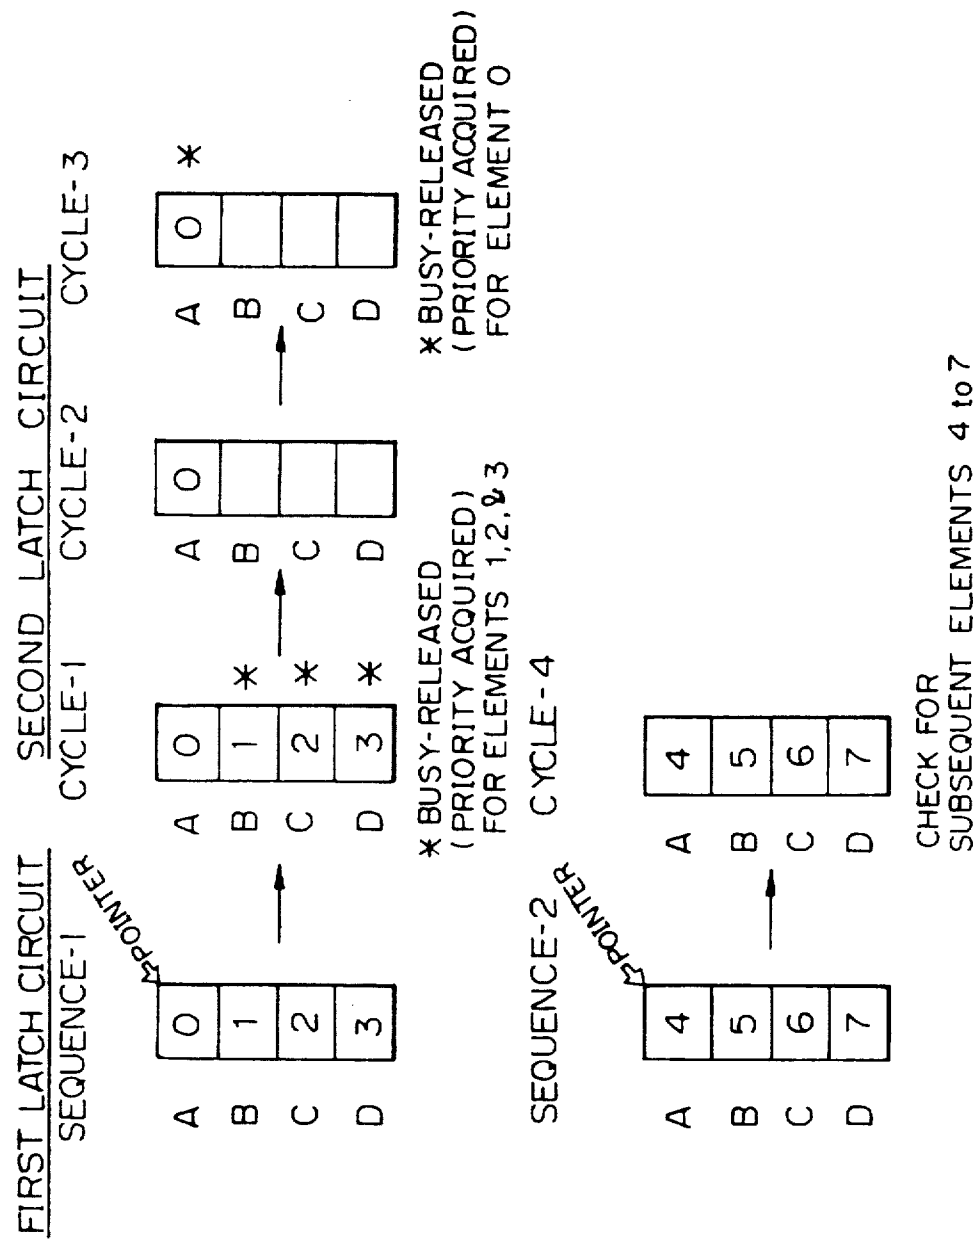 FIRST LATCH CIRCUIT
SECOND LATCH CIRCUIT
SEQUENCE-1
CYCLE-1
CYCLE-2
CYCLE-3
POINTER
A 0
B 1
C 2
D 3
A 0
B 1 *
C 2 *
D 3 *
A 0
B
C
D
A 0 *
B
C
D
* BUSY-RELEASED
(PRIORITY ACQUIRED)
FOR ELEMENTS 1,2,&3
* BUSY-RELEASED
(PRIORITY ACQUIRED)
FOR ELEMENT 0
SEQUENCE-2
CYCLE-4
POINTER
A 4
B 5
C 6
D 7
A 4
B 5
C 6
D 7
CHECK FOR
SUBSEQUENT ELEMENTS 4 to 7